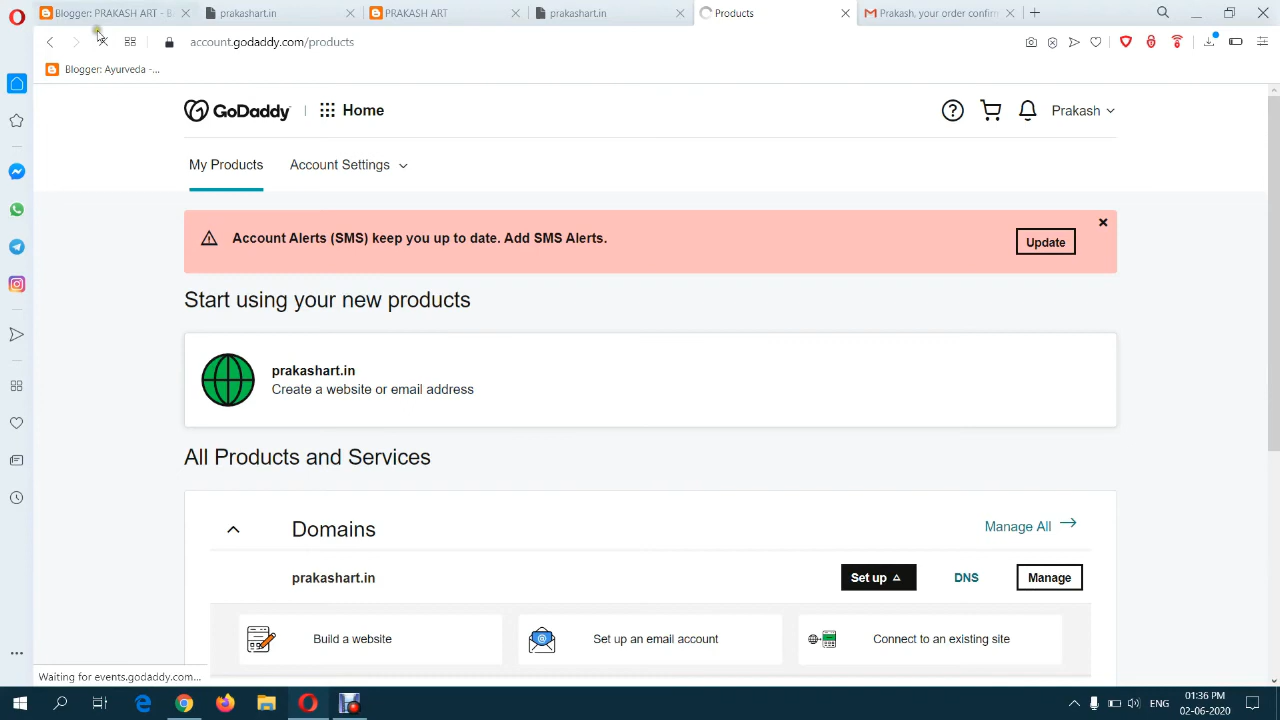 Blogger: PRAKASH ART - B
prakashart.in
PRAKASH ART
prakashart.in
Products
Prakash, your order confirm
account.godaddy.com/products
Blogger: Ayurveda -...
GoDaddy
Home
Prakash
My Products
Account Settings
Account Alerts (SMS) keep you up to date. Add SMS Alerts.
Update
Start using your new products
prakashart.in
Create a website or email address
All Products and Services
Domains
Manage All
prakashart.in
Set up
DNS
Manage
Build a website
Set up an email account
Connect to an existing site
Waiting for events.godaddy.com...
ENG
01:36 PM
02-06-2020